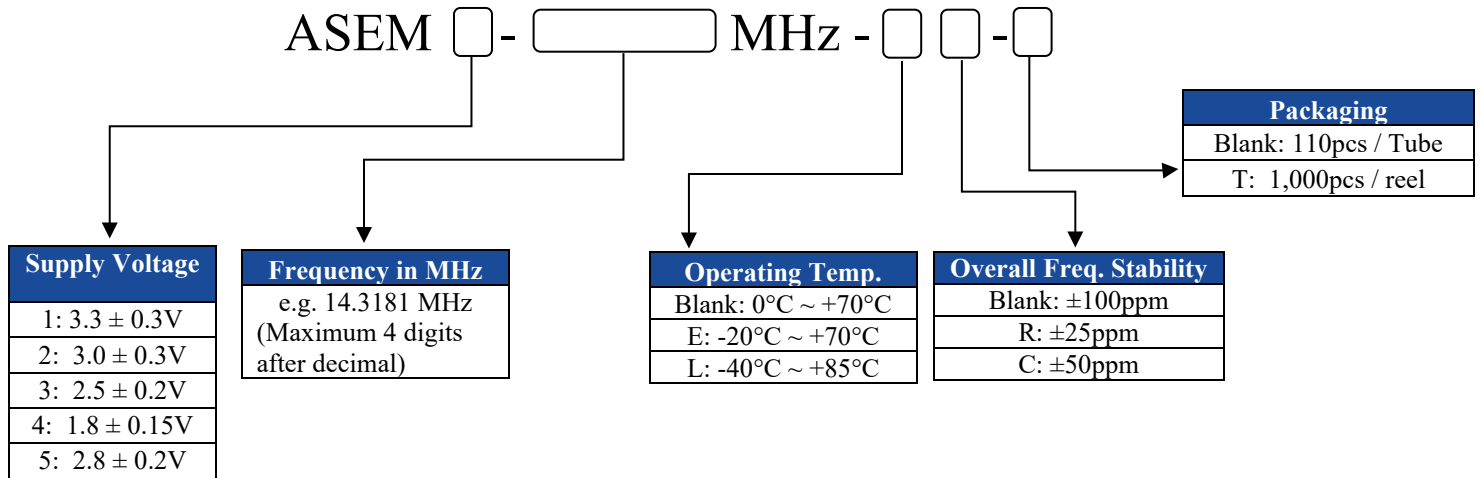 ASEM - MHz - -
Packaging
Blank: 110pcs / Tube
T: 1,000pcs / reel
Supply Voltage
1: 3.3 ± 0.3V
2: 3.0 ± 0.3V
3: 2.5 ± 0.2V
4: 1.8 ± 0.15V
5: 2.8 ± 0.2V
Frequency in MHz
e.g. 14.3181 MHz
(Maximum 4 digits
after decimal)
Operating Temp.
Blank: 0°C ~ +70°C
E: -20°C ~ +70°C
L: -40°C ~ +85°C
Overall Freq. Stability
Blank: ±100ppm
R: ±25ppm
C: ±50ppm